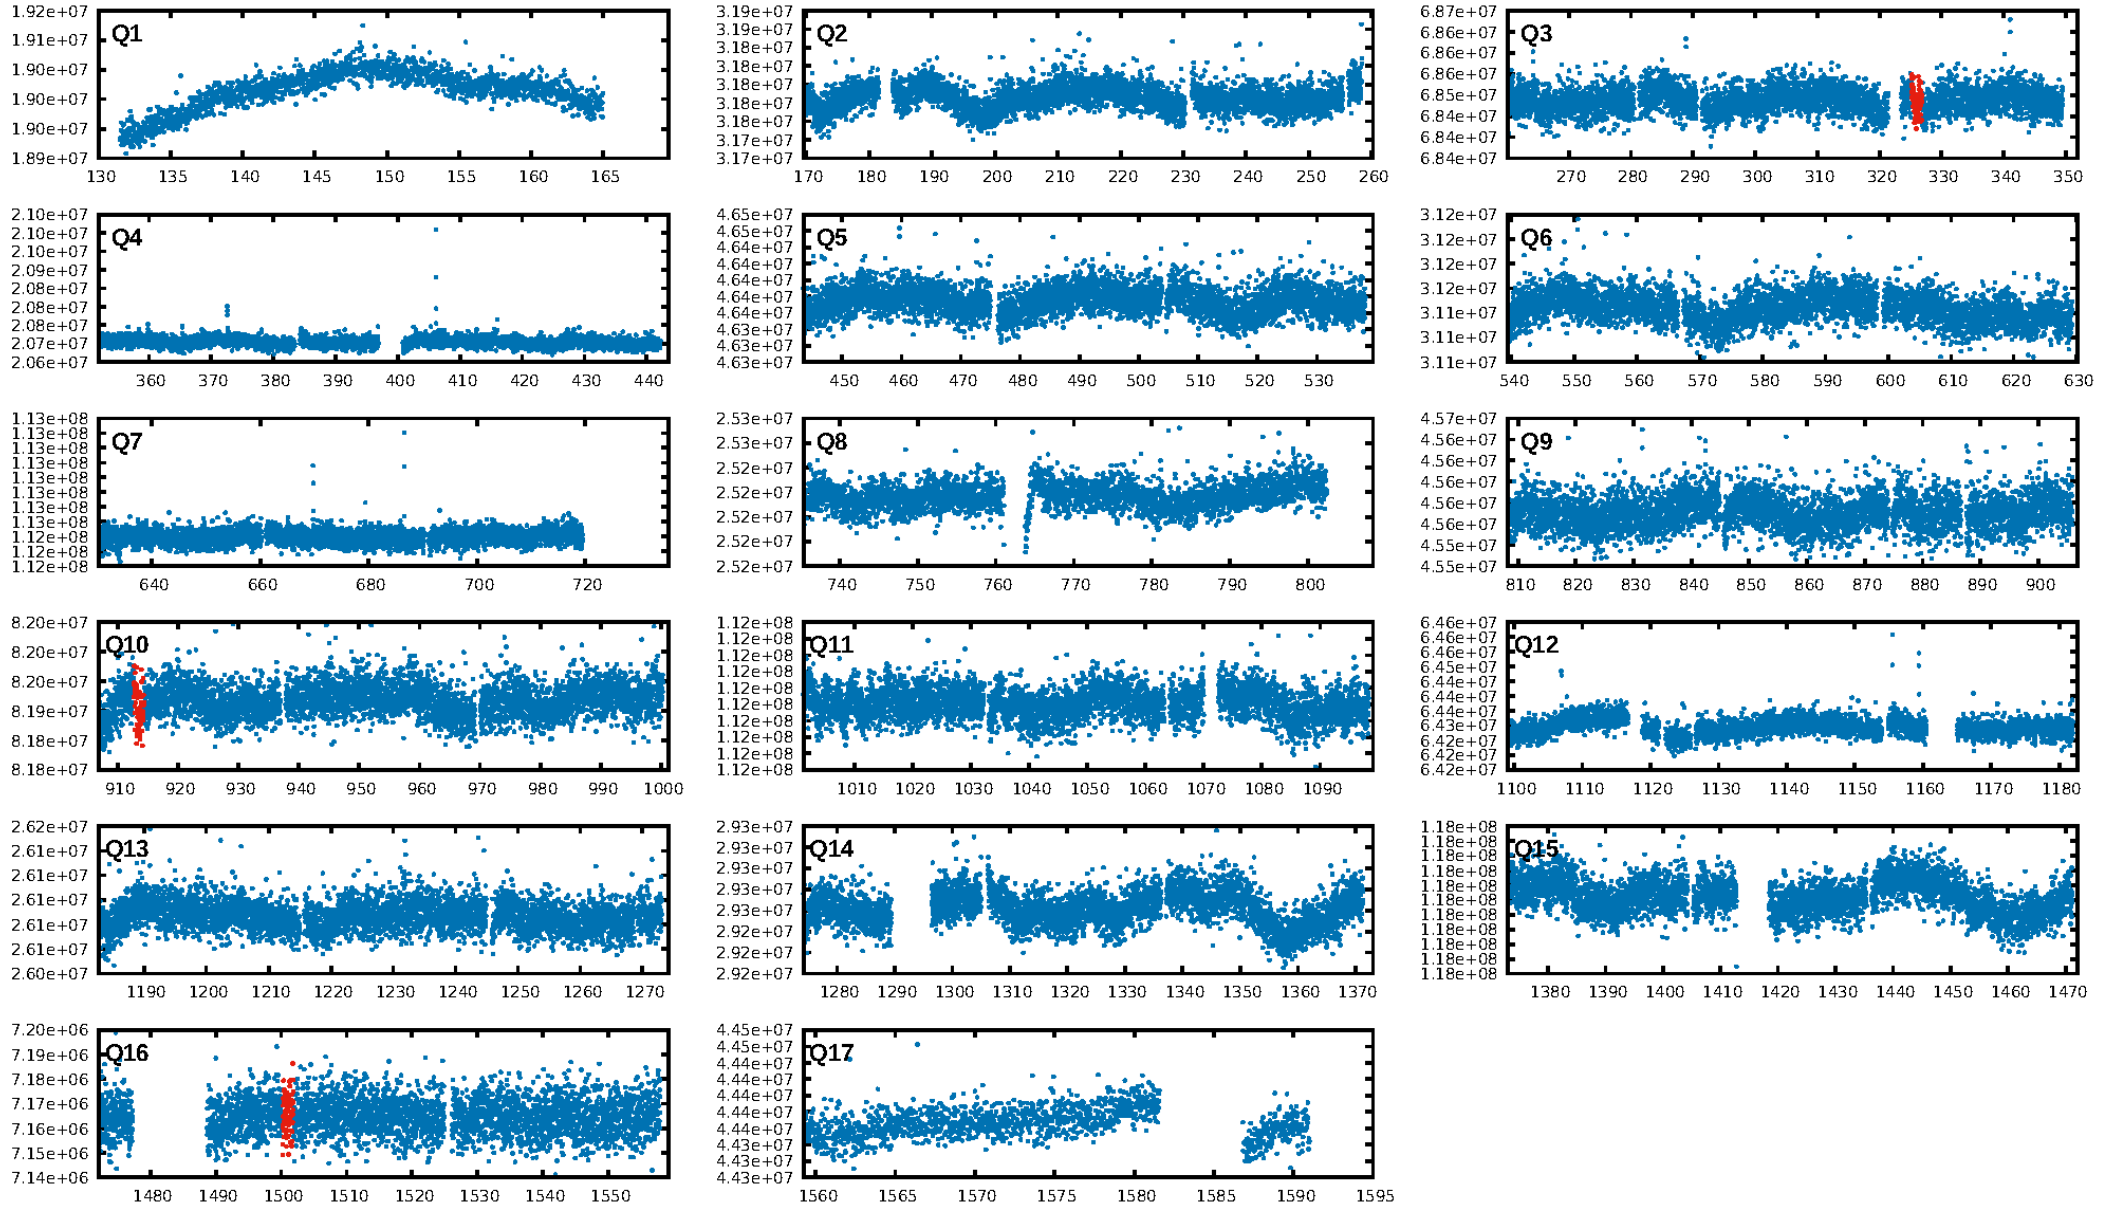 Q1
1.92e+07
1.91e+07
1.90e+07
1.90e+07
1.90e+07
1.89e+07
130 135 140 145 150 155 160 165
Q2
3.19e+07
3.19e+07
3.18e+07
3.18e+07
3.18e+07
3.18e+07
3.17e+07
3.17e+07
170 180 190 200 210 220 230 240 250 260
Q3
6.87e+07
6.86e+07
6.86e+07
6.86e+07
6.85e+07
6.84e+07
6.84e+07
6.84e+07
270 280 290 300 310 320 330 340 350
Q4
2.10e+07
2.10e+07
2.09e+07
2.09e+07
2.08e+07
2.08e+07
2.07e+07
2.07e+07
2.06e+07
360 370 380 390 400 410 420 430 440
Q5
4.65e+07
4.65e+07
4.64e+07
4.64e+07
4.64e+07
4.64e+07
4.64e+07
4.63e+07
4.63e+07
4.63e+07
450 460 470 480 490 500 510 520 530
Q6
3.12e+07
3.12e+07
3.12e+07
3.12e+07
3.11e+07
3.11e+07
3.11e+07
540 550 560 570 580 590 600 610 620 630
Q7
1.13e+08
1.13e+08
1.13e+08
1.13e+08
1.13e+08
1.13e+08
1.13e+08
1.13e+08
1.12e+08
1.12e+08
1.12e+08
640 660 680 700 720
Q8
2.53e+07
2.53e+07
2.52e+07
2.52e+07
2.52e+07
2.52e+07
2.52e+07
740 750 760 770 780 790 800
Q9
4.57e+07
4.56e+07
4.56e+07
4.56e+07
4.56e+07
4.56e+07
4.55e+07
4.55e+07
810 820 830 840 850 860 870 880 890 900
Q10
8.20e+07
8.20e+07
8.20e+07
8.19e+07
8.18e+07
8.18e+07
910 920 930 940 950 960 970 980 990 1000
Q11
1.12e+08
1.12e+08
1.12e+08
1.12e+08
1.12e+08
1.12e+08
1.12e+08
1.12e+08
1.12e+08
1.12e+08
1010 1020 1030 1040 1050 1060 1070 1080 1090
Q12
6.46e+07
6.46e+07
6.46e+07
6.45e+07
6.44e+07
6.44e+07
6.44e+07
6.43e+07
6.42e+07
6.42e+07
6.42e+07
1100 1110 1120 1130 1140 1150 1160 1170 1180
Q13
2.62e+07
2.61e+07
2.61e+07
2.61e+07
2.61e+07
2.61e+07
2.60e+07
1190 1200 1210 1220 1230 1240 1250 1260 1270
Q14
2.93e+07
2.93e+07
2.93e+07
2.93e+07
2.93e+07
2.92e+07
2.92e+07
2.92e+07
1280 1290 1300 1310 1320 1330 1340 1350 1360 1370
Q15
1.18e+08
1.18e+08
1.18e+08
1.18e+08
1.18e+08
1.18e+08
1.18e+08
1.18e+08
1.18e+08
1.18e+08
1.18e+08
1380 1390 1400 1410 1420 1430 1440 1450 1460 1470
Q16
7.20e+06
7.19e+06
7.18e+06
7.17e+06
7.16e+06
7.15e+06
7.14e+06
1480 1490 1500 1510 1520 1530 1540 1550
Q17
4.45e+07
4.45e+07
4.44e+07
4.44e+07
4.44e+07
4.44e+07
4.44e+07
4.43e+07
4.43e+07
4.43e+07
1560 1565 1570 1575 1580 1585 1590 1595